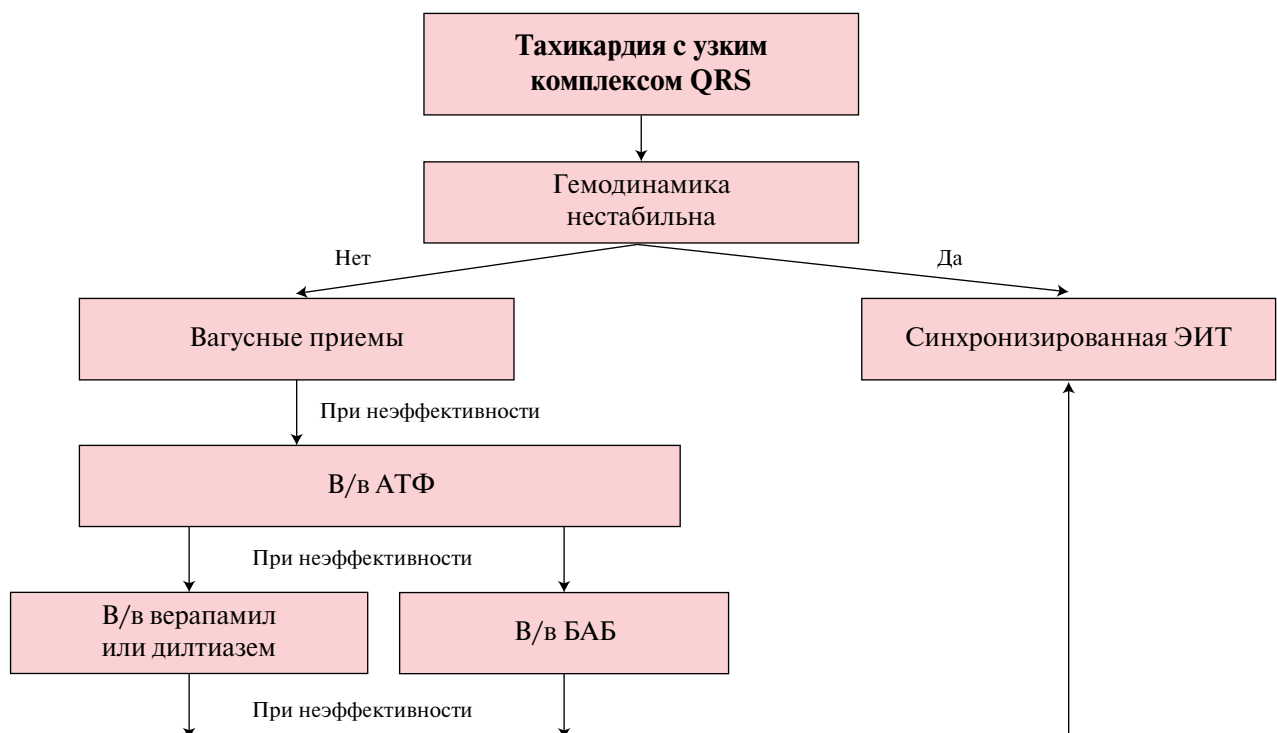 Тахикардия с узким
комплексом QRS
Гемодинамика
нестабильна
Нет
Да
Вагусные приемы
Синхронизированная ЭИТ
При неэффективности
В/в АТФ
При неэффективности
В/в верапамил
или дилтиазем
В/в БАБ
При неэффективности